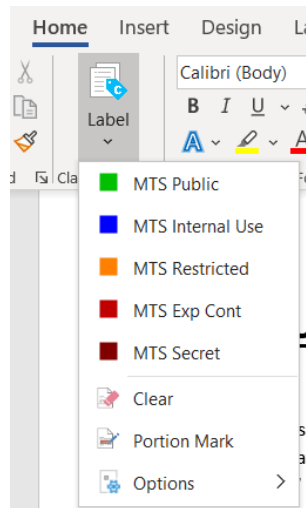 Home Insert Design
Calibri (Body)
B I U
Label
A
MTS Public
MTS Internal Use
MTS Restricted
MTS Exp Cont
MTS Secret
Clear
Portion Mark
Options